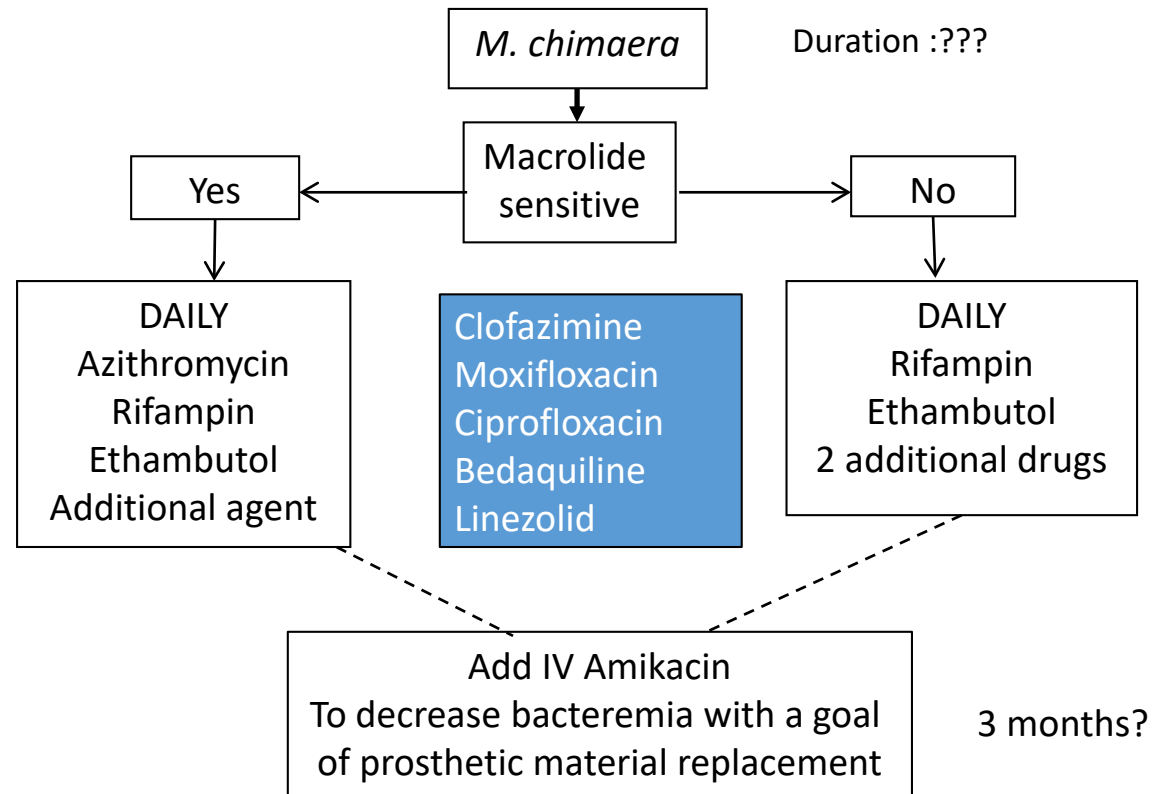 M. chimaera
Duration :???
Macrolide
sensitive
Yes
No
DAILY
Azithromycin
Rifampin
Ethambutol
Additional agent
Clofazimine
Moxifloxacin
Ciprofloxacin
Bedaquiline
Linezolid
DAILY
Rifampin
Ethambutol
2 additional drugs
Add IV Amikacin
To decrease bacteremia with a goal
of prosthetic material replacement
3 months?